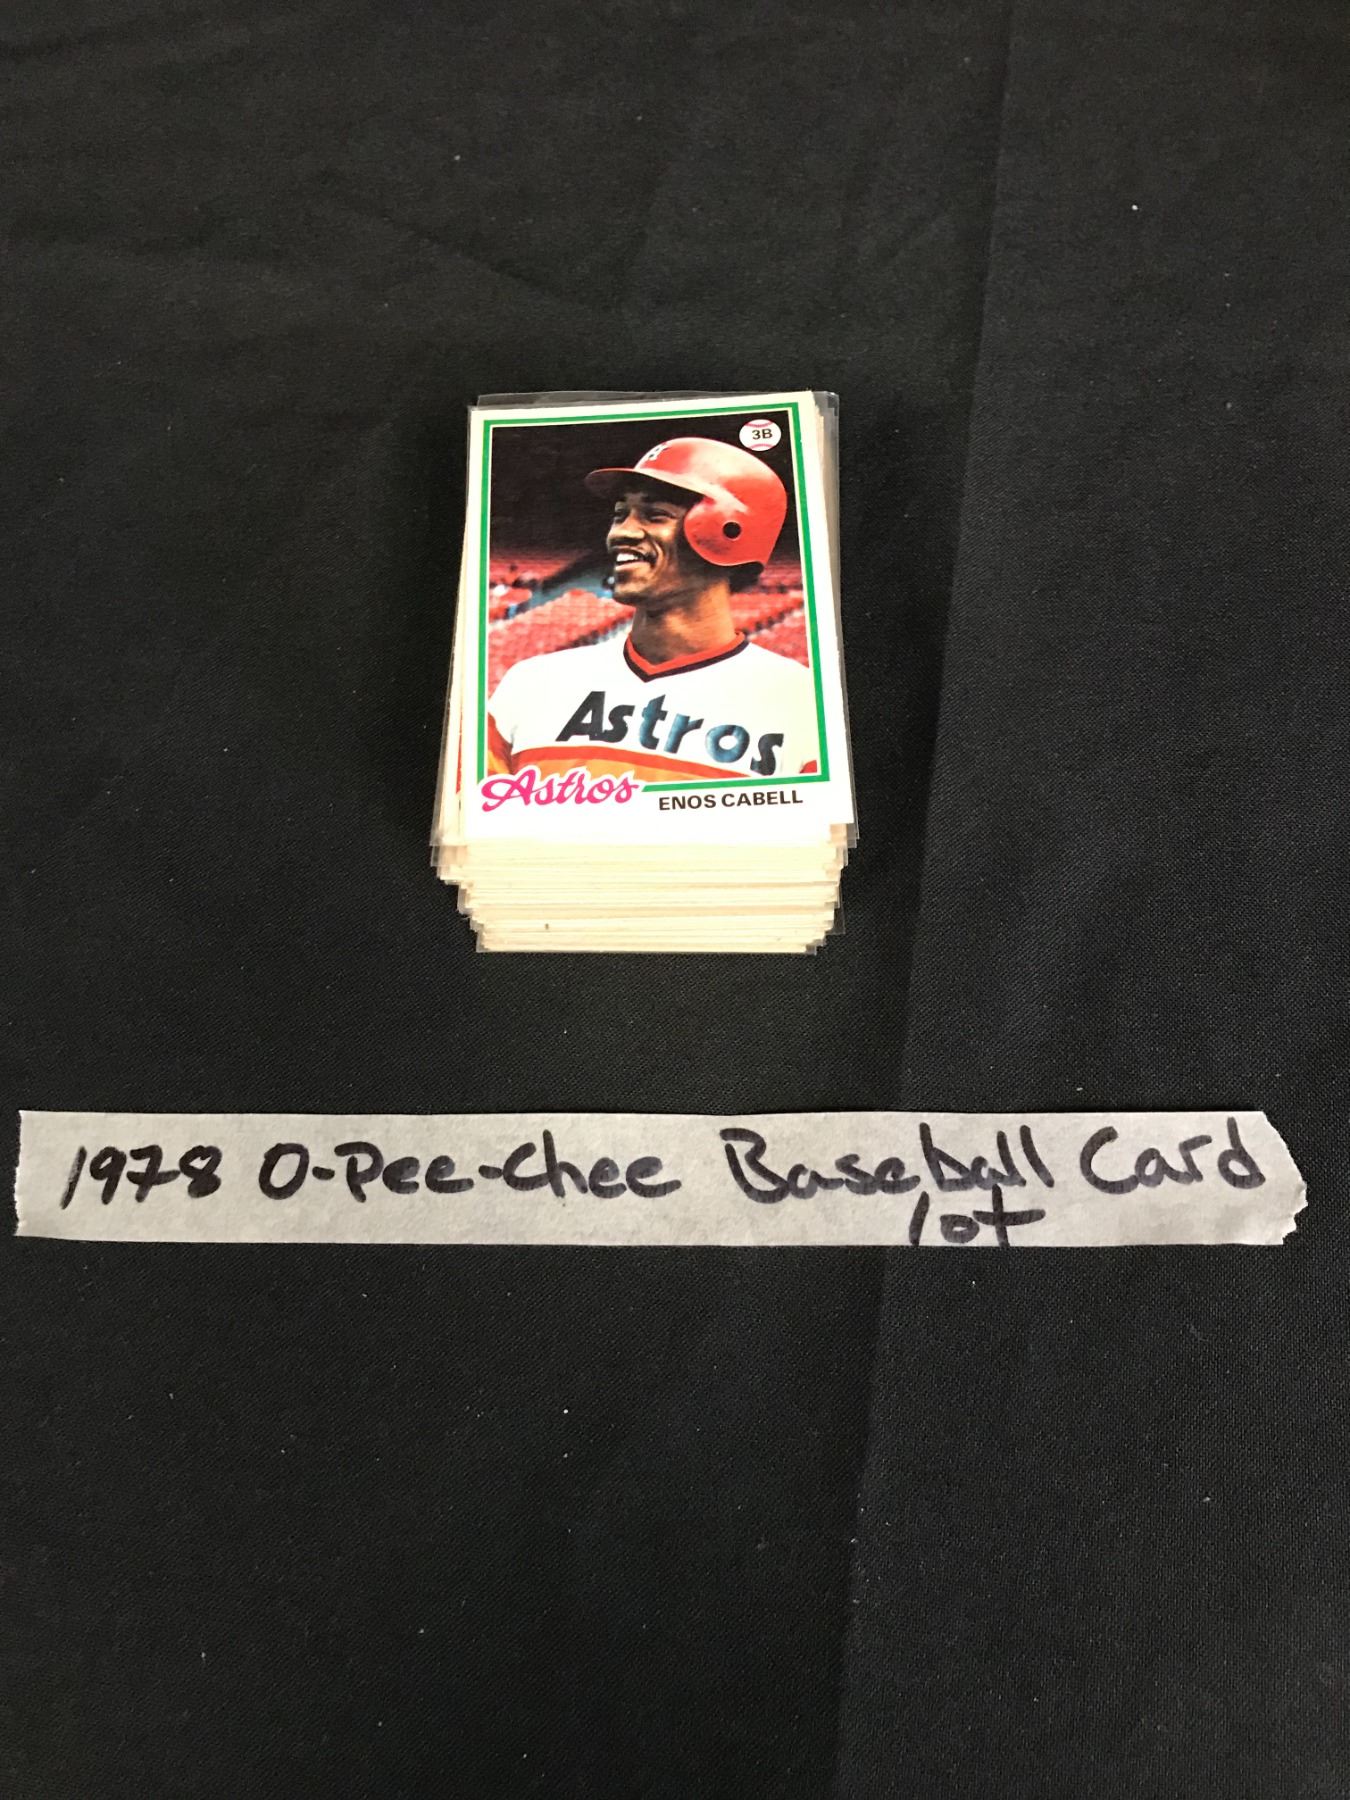 3B
H
Astros
Astros
ENOS CABELL
1978 O-Pee-Chee Baseball Card
lot